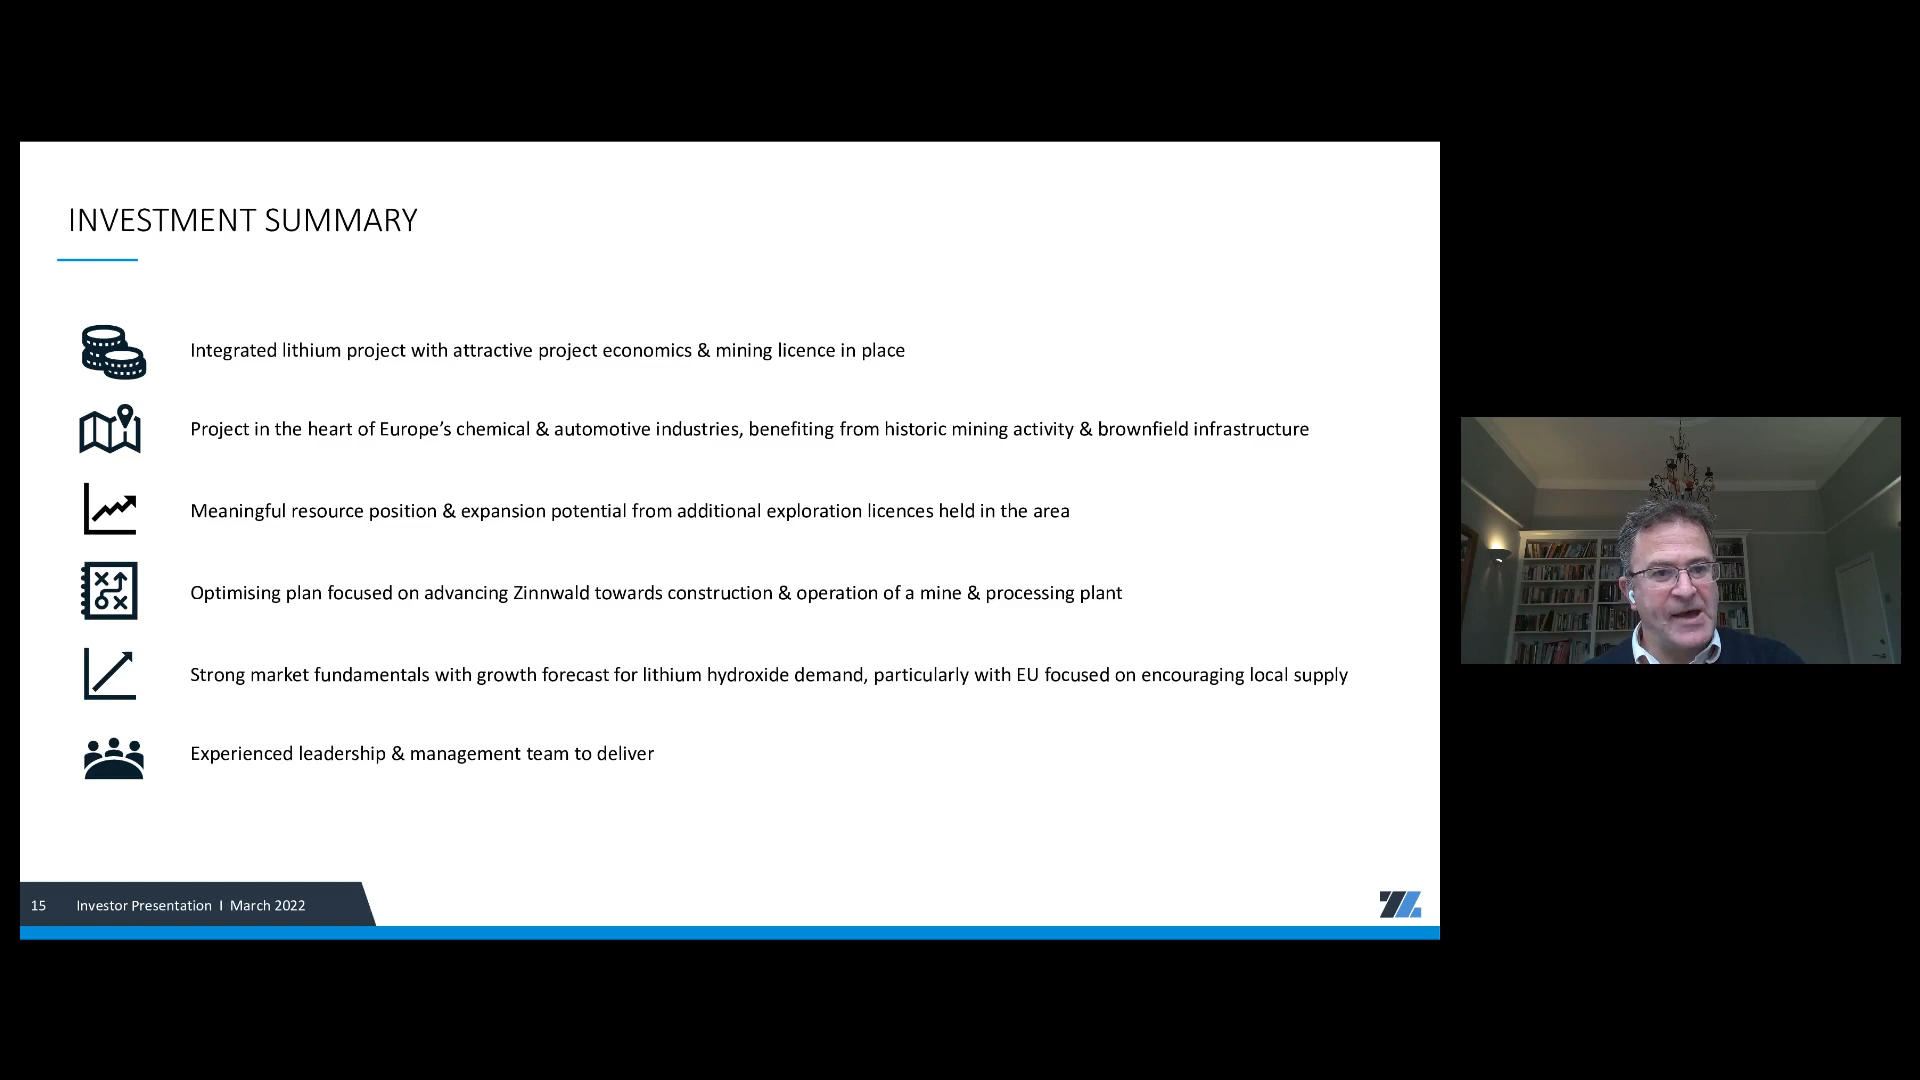 INVESTMENT SUMMARY
Integrated lithium project with attractive project economics & mining licence in place
Project in the heart of Europe’s chemical & automotive industries, benefiting from historic mining activity & brownfield infrastructure
Meaningful resource position & expansion potential from additional exploration licences held in the area
Optimising plan focused on advancing Zinnwald towards construction & operation of a mine & processing plant
Strong market fundamentals with growth forecast for lithium hydroxide demand, particularly with EU focused on encouraging local supply
Experienced leadership & management team to deliver
15 Investor Presentation I March 2022